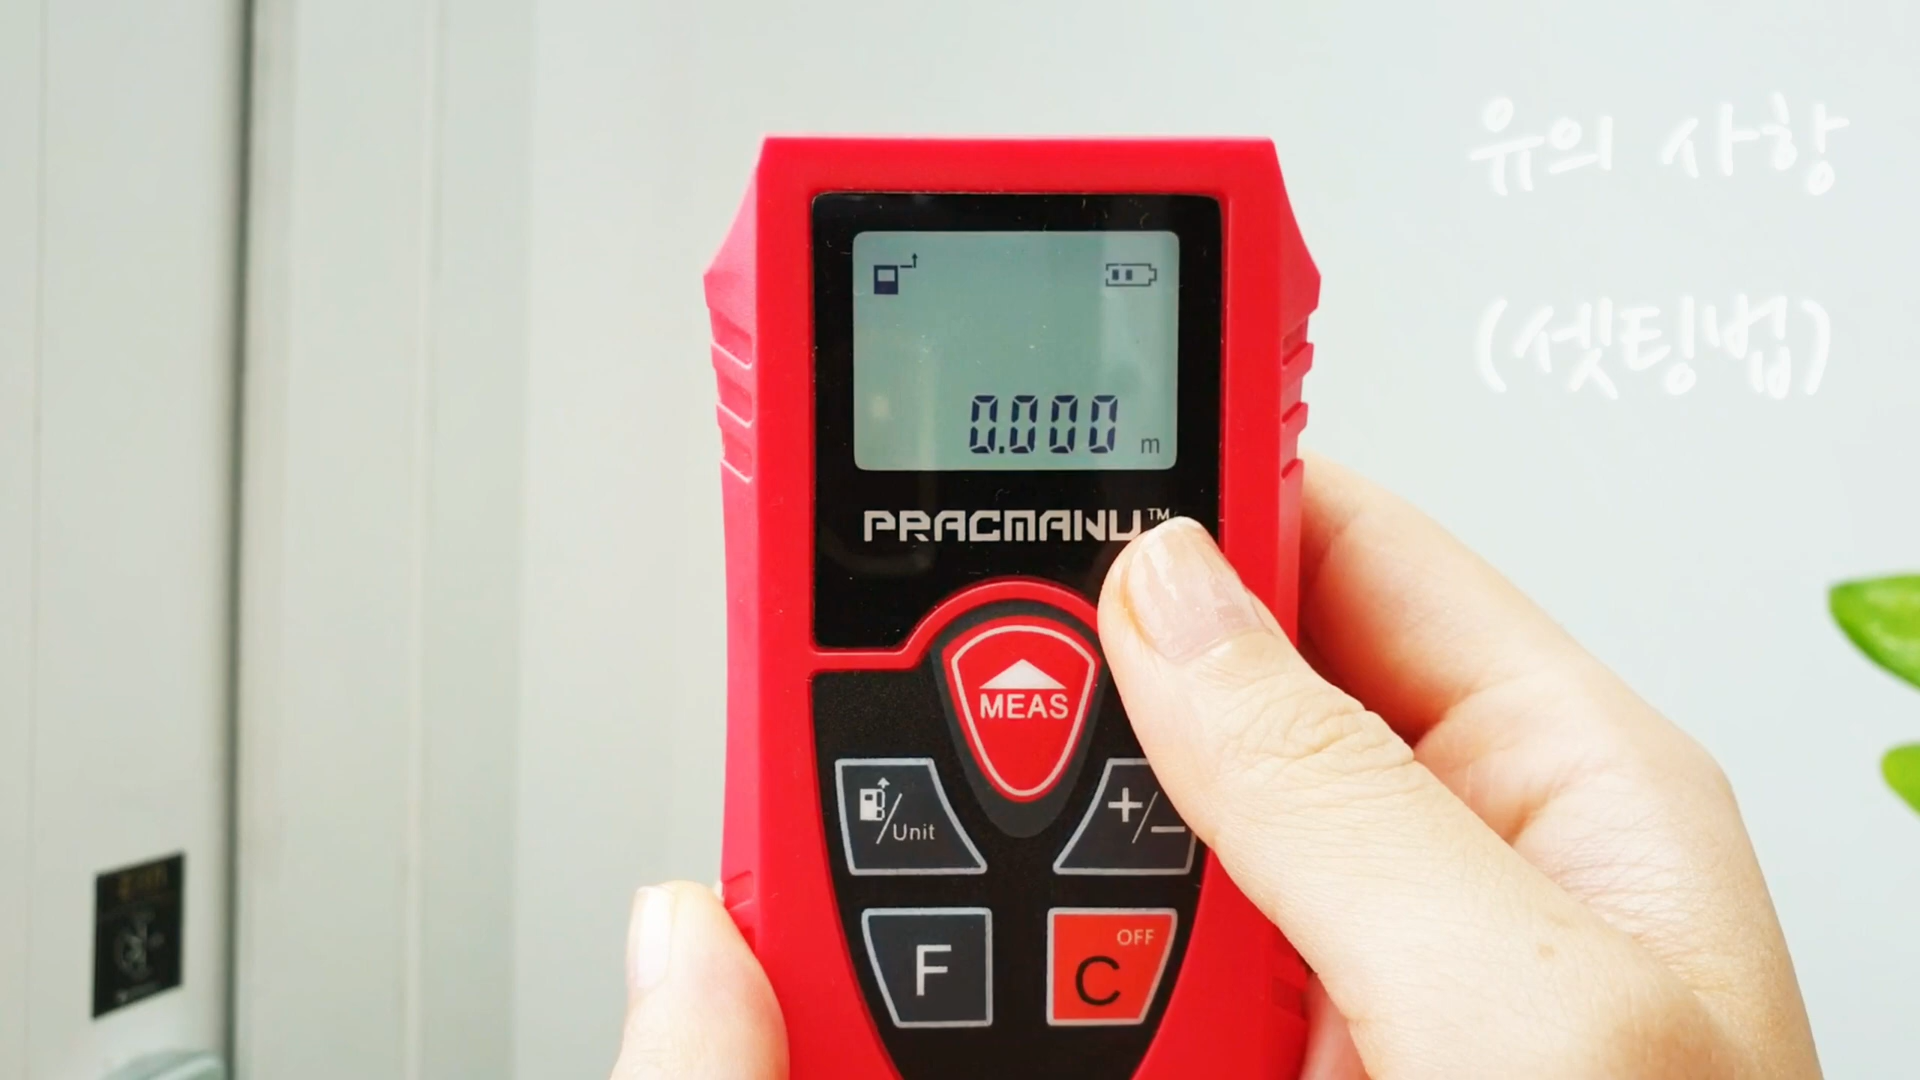 유의 사항
(셋팅법)
0.000 m
PRACMANU™
MEAS
/Unit
+/-
F
OFF
C